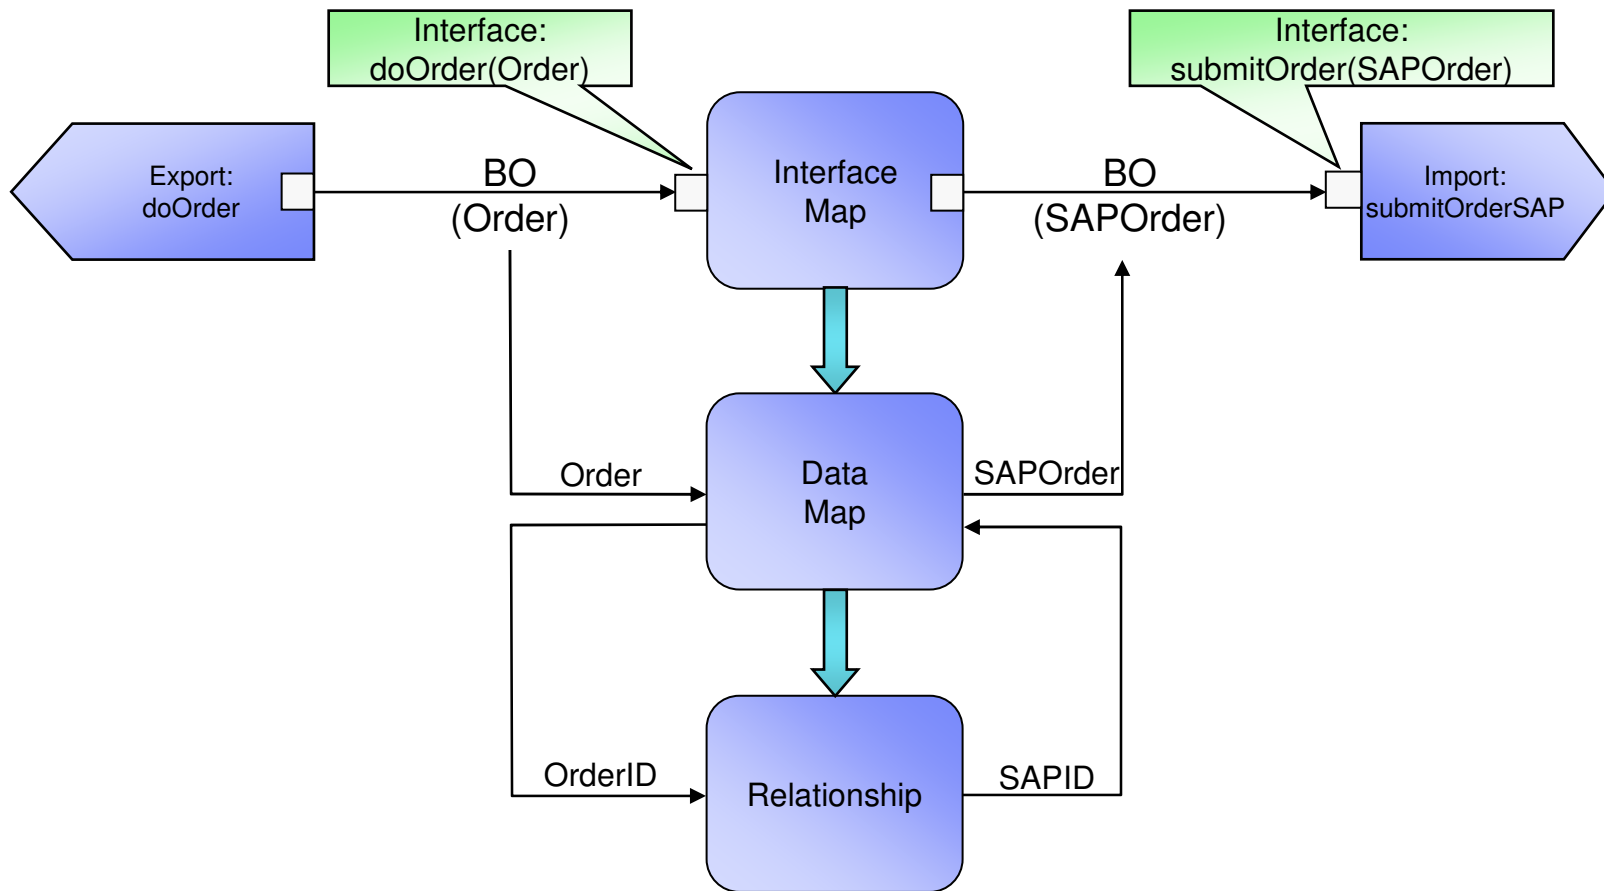 Interface:
doOrder(Order)
Interface:
submitOrder(SAPOrder)
Export:
doOrder
BO
(Order)
Interface
Map
BO
(SAPOrder)
Import:
submitOrderSAP
Order
Data
Map
SAPOrder
OrderID
Relationship
SAPID